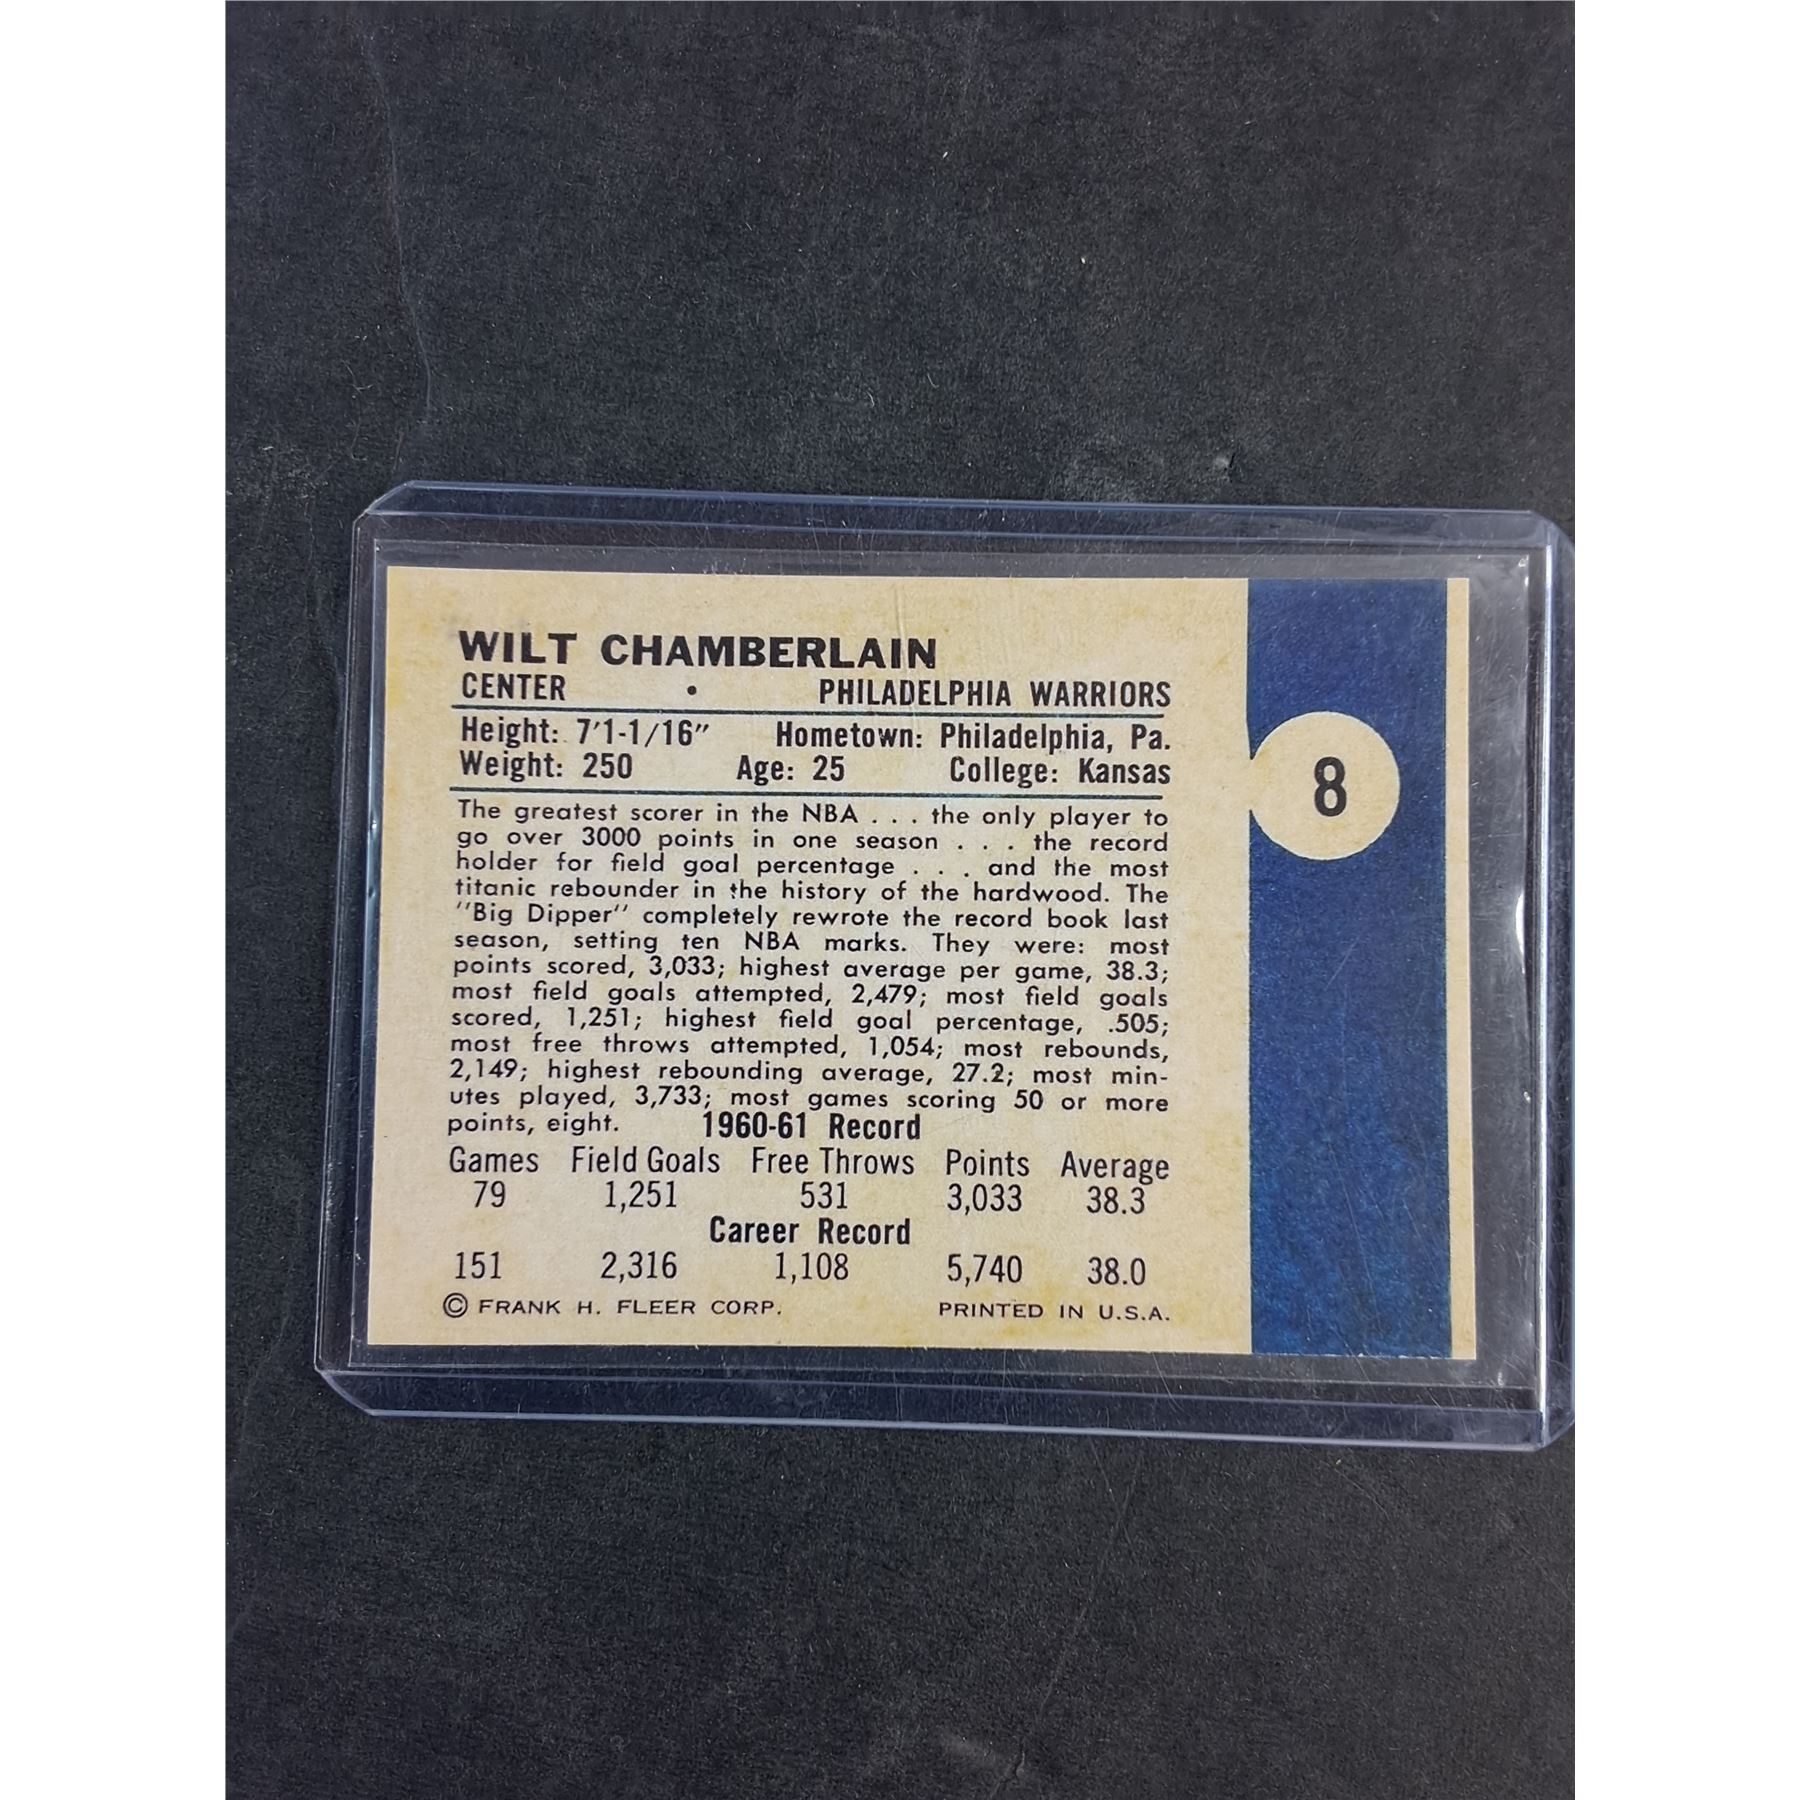 WILT CHAMBERLAIN
CENTER • PHILADELPHIA WARRIORS
Height: 7'1-1/16" Hometown: Philadelphia, Pa.
Weight: 250 Age: 25 College: Kansas
8
The greatest scorer in the NBA . . . the only player to
go over 3000 points in one season . . . the record
holder for field goal percentage . . . and the most
titanic rebounder in the history of the hardwood. The
"Big Dipper" completely rewrote the record book last
season, setting ten NBA marks. They were: most
points scored, 3,033; highest average per game, 38.3;
most field goals attempted, 2,479; most field goals
scored, 1,251; highest field goal percentage, .505;
most free throws attempted, 1,054; most rebounds,
2,149; highest rebounding average, 27.2; most min-
utes played, 3,733; most games scoring 50 or more
points, eight. 1960-61 Record
Games Field Goals Free Throws Points Average
79 1,251 531 3,033 38.3
Career Record
151 2,316 1,108 5,740 38.0
© FRANK H. FLEER CORP. PRINTED IN U.S.A.